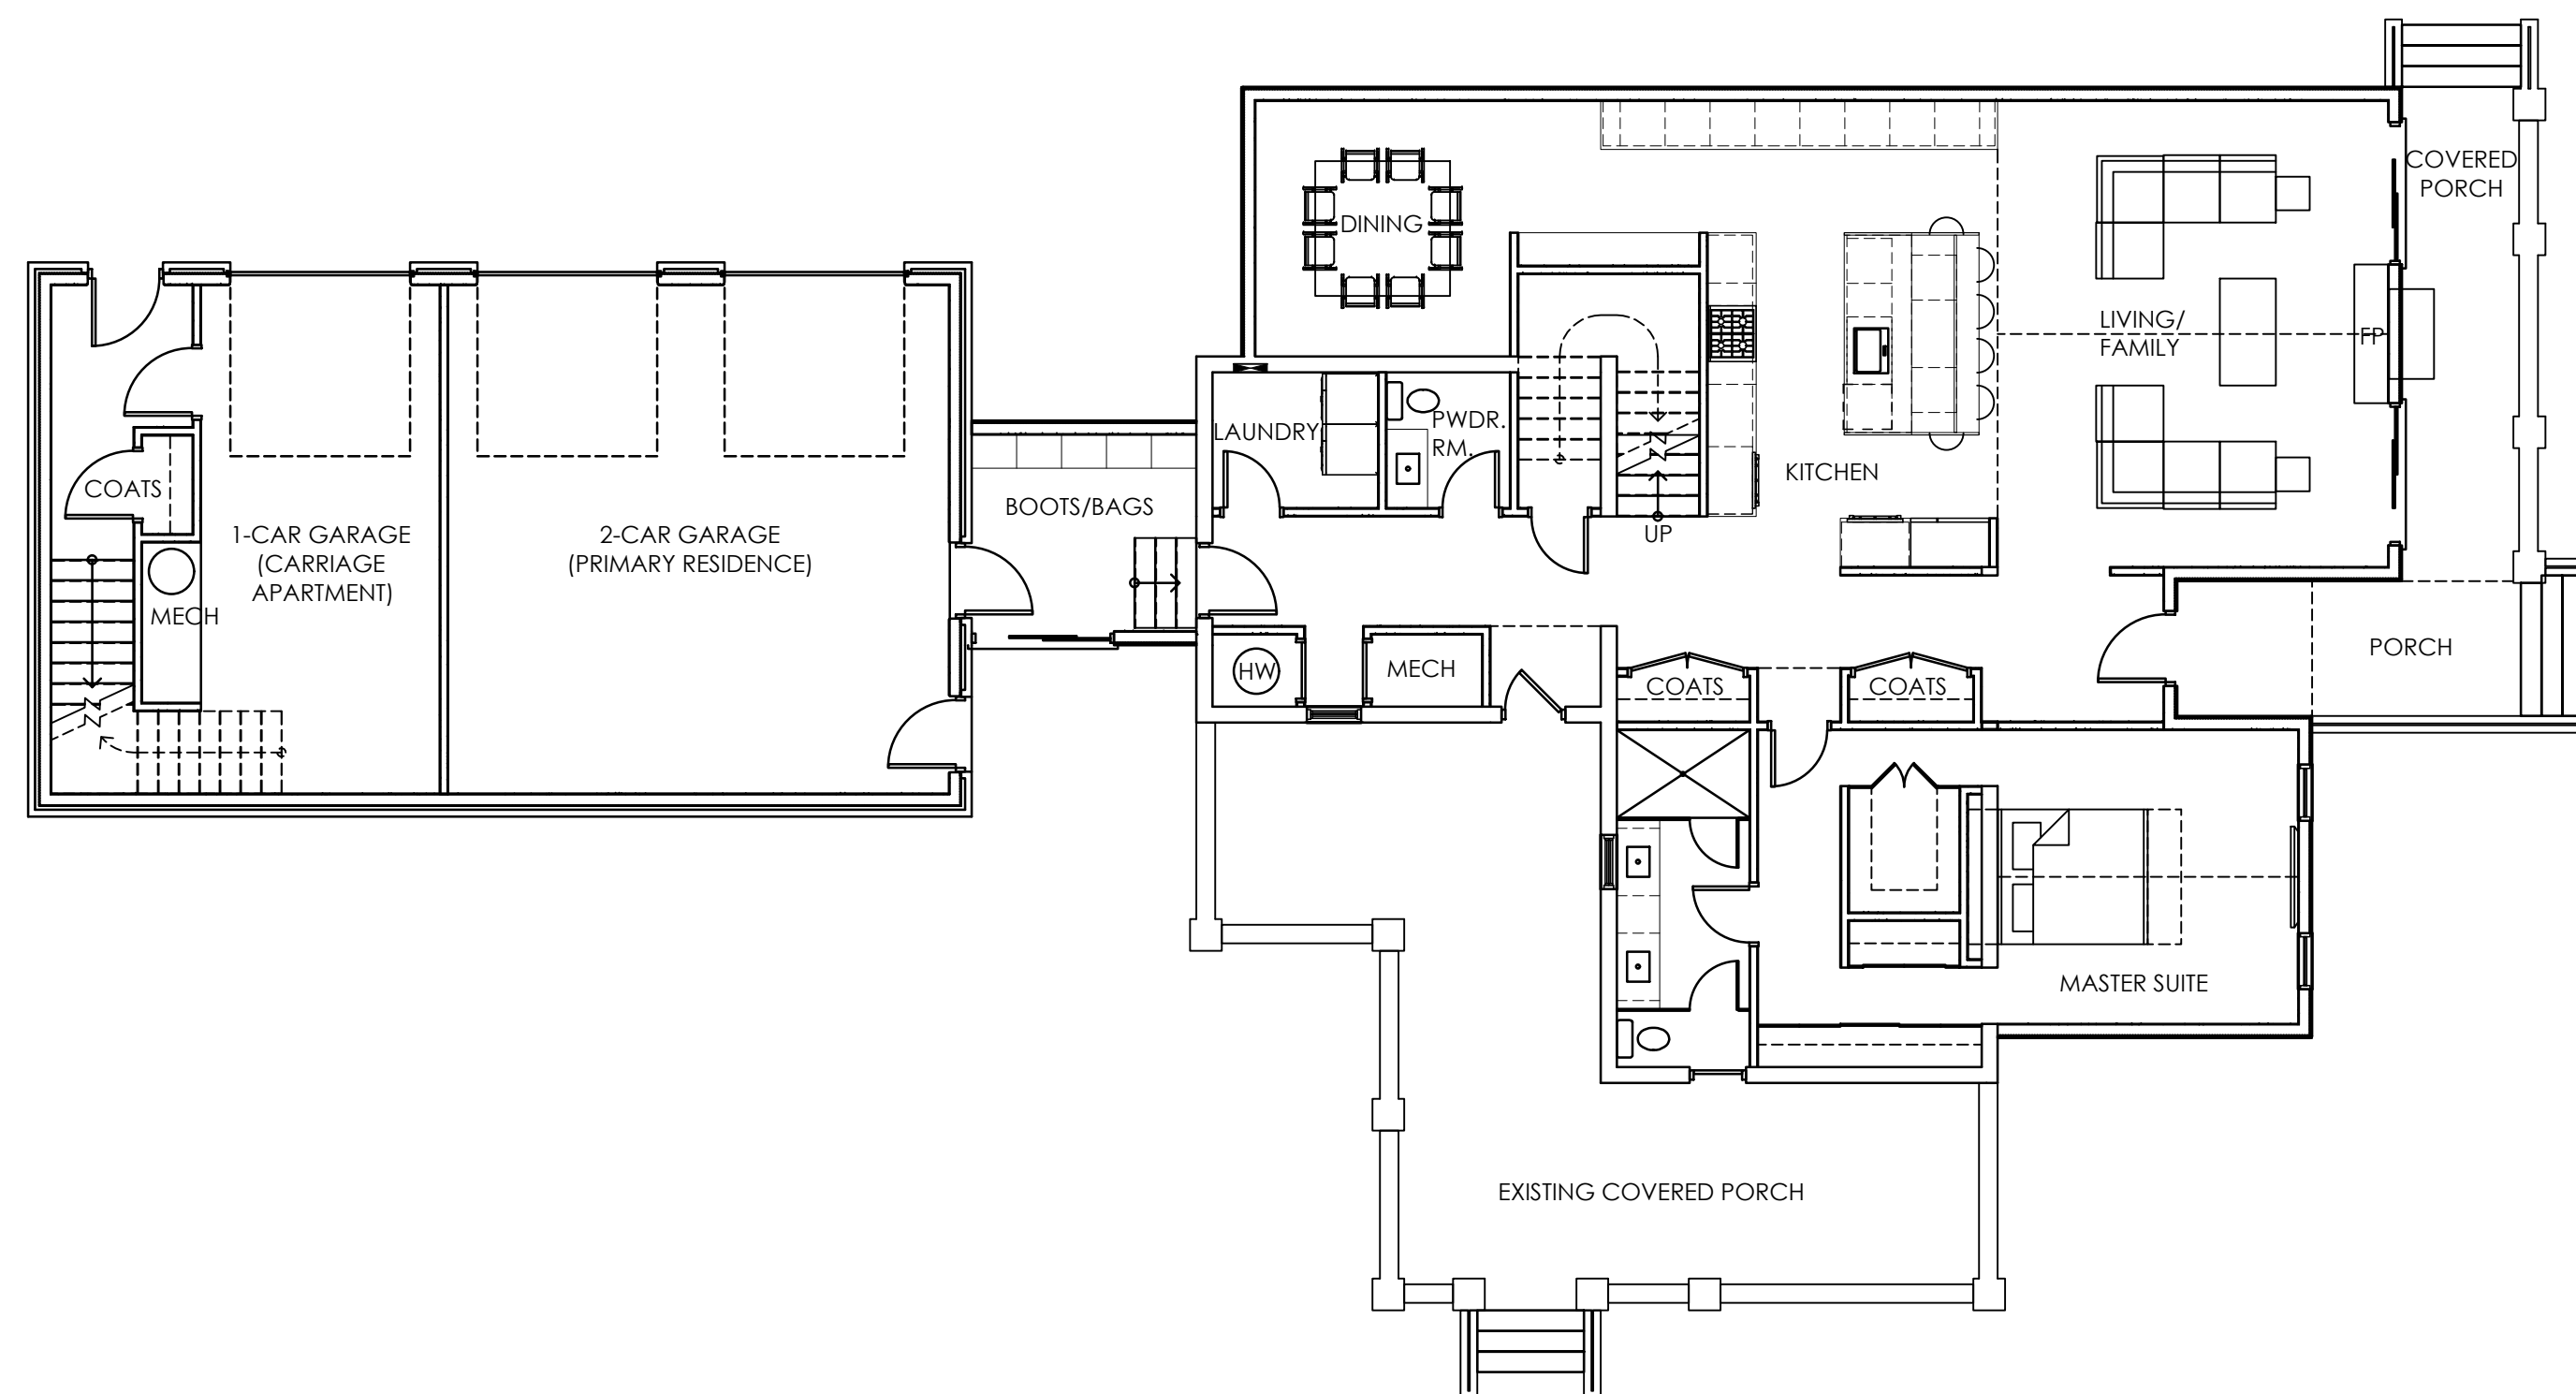 COVERED
PORCH
DINING
LIVING/
FAMILY
FP
LAUNDRY
PWDR.
RM.
KITCHEN
COATS
BOOTS/BAGS
1-CAR GARAGE
(CARRIAGE
APARTMENT)
2-CAR GARAGE
(PRIMARY RESIDENCE)
UP
MECH
HW
MECH
COATS
COATS
PORCH
MASTER SUITE
EXISTING COVERED PORCH